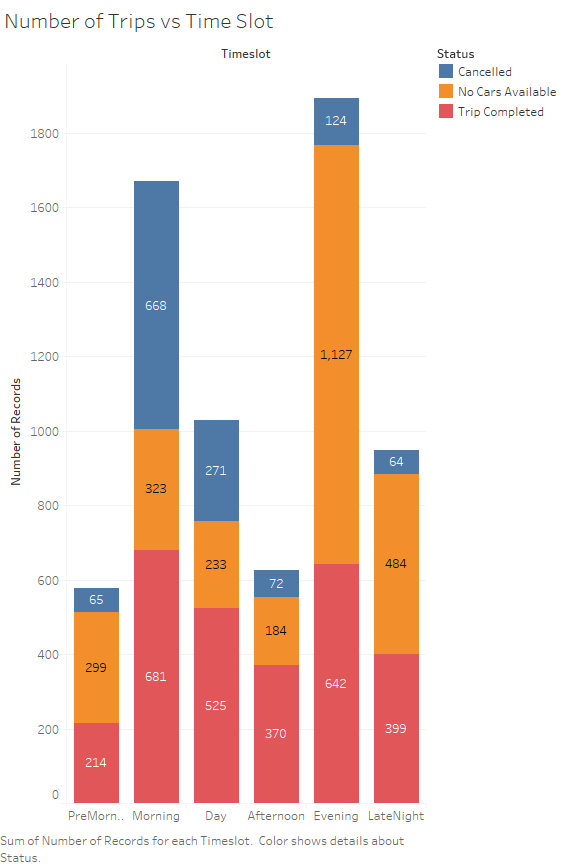 Number of Trips vs Time Slot
Timeslot
Status
Cancelled
No Cars Available
Trip Completed
Number of Records
1800
1600
1400
1200
1000
800
600
400
200
0
65
299
214
668
323
681
271
233
525
72
184
370
124
1,127
642
64
484
399
PreMorn.. Morning Day Afternoon Evening LateNight
Sum of Number of Records for each Timeslot. Color shows details about
Status.